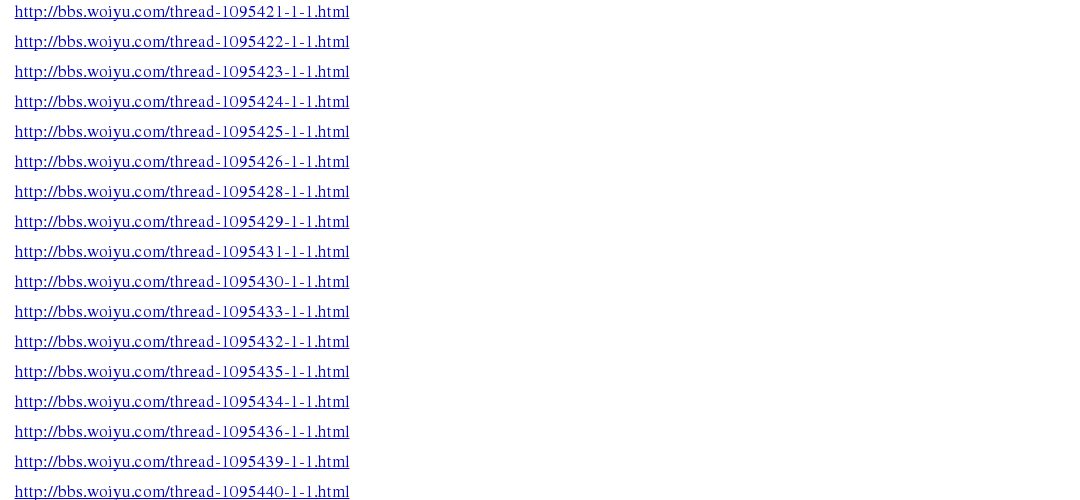 http://bbs.woiyu.com/thread-1095421-1-1.html
http://bbs.woiyu.com/thread-1095422-1-1.html
http://bbs.woiyu.com/thread-1095423-1-1.html
http://bbs.woiyu.com/thread-1095424-1-1.html
http://bbs.woiyu.com/thread-1095425-1-1.html
http://bbs.woiyu.com/thread-1095426-1-1.html
http://bbs.woiyu.com/thread-1095428-1-1.html
http://bbs.woiyu.com/thread-1095429-1-1.html
http://bbs.woiyu.com/thread-1095431-1-1.html
http://bbs.woiyu.com/thread-1095430-1-1.html
http://bbs.woiyu.com/thread-1095433-1-1.html
http://bbs.woiyu.com/thread-1095432-1-1.html
http://bbs.woiyu.com/thread-1095435-1-1.html
http://bbs.woiyu.com/thread-1095434-1-1.html
http://bbs.woiyu.com/thread-1095436-1-1.html
http://bbs.woiyu.com/thread-1095439-1-1.html
http://bbs.woiyu.com/thread-1095440-1-1.html